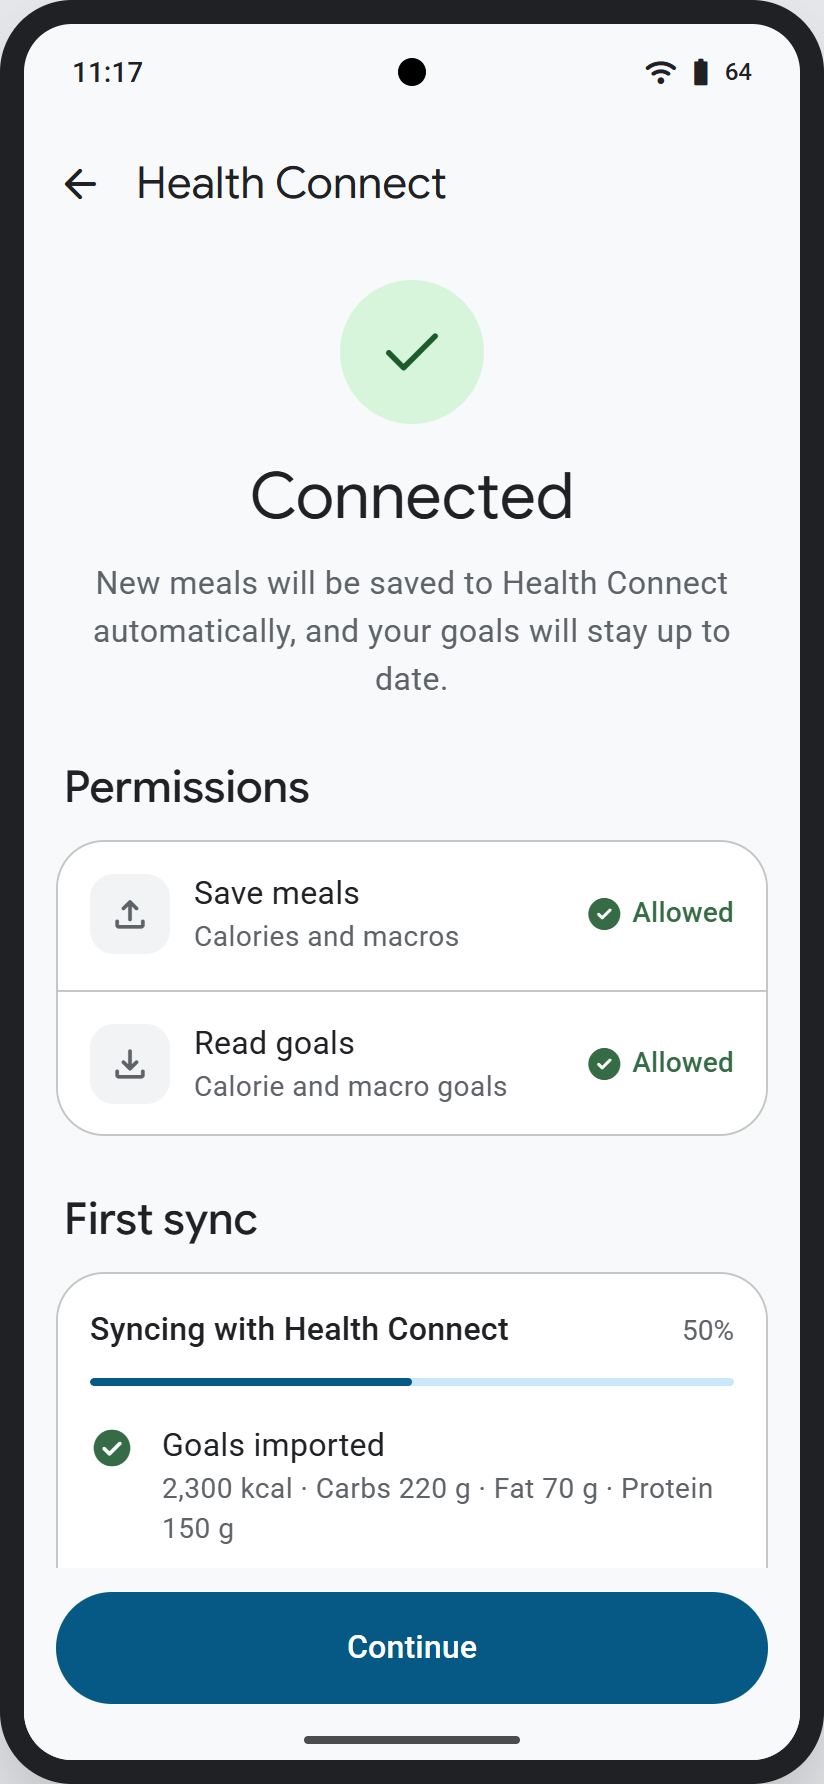 11:17
64
Health Connect
Connected
New meals will be saved to Health Connect
automatically, and your goals will stay up to
date.
Permissions
Save meals
Calories and macros
Allowed
Read goals
Calorie and macro goals
Allowed
First sync
Syncing with Health Connect
50%
Goals imported
2,300 kcal · Carbs 220 g · Fat 70 g · Protein
150 g
Continue